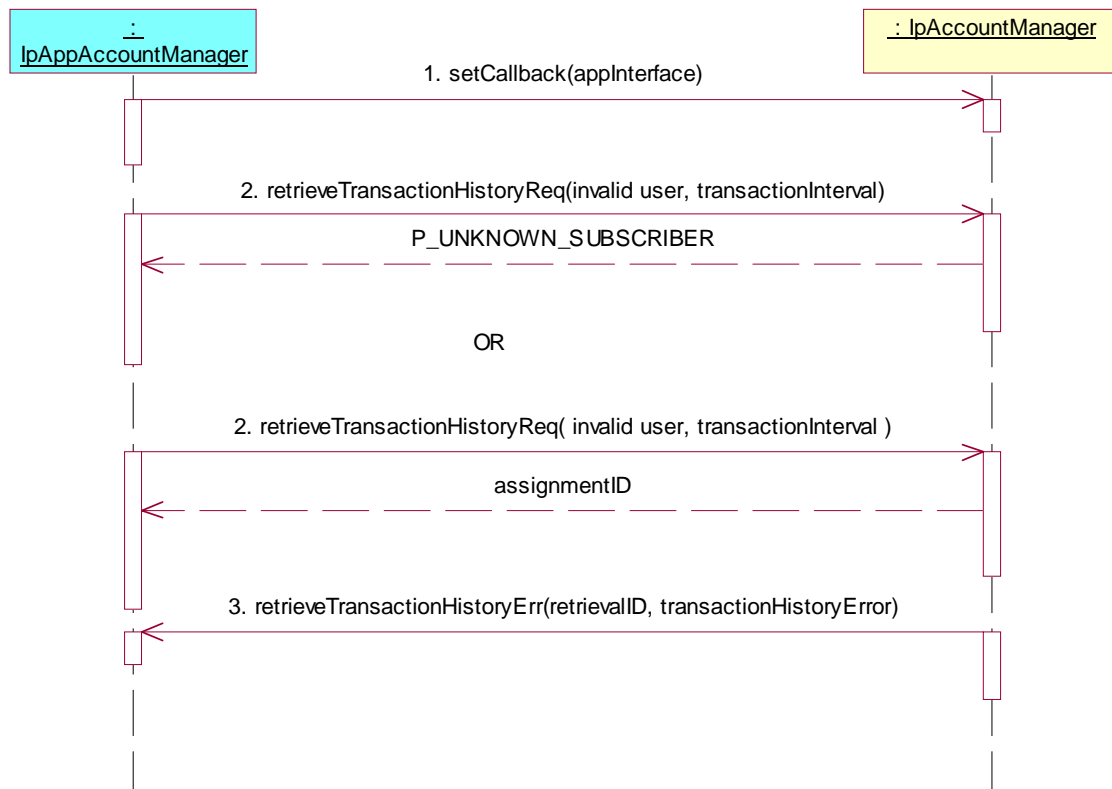 :
IpAppAccountManager
: IpAccountManager
1. setCallback(appInterface)
2. retrieveTransactionHistoryReq(invalid user, transactionInterval)
P_UNKNOWN_SUBSCRIBER
OR
2. retrieveTransactionHistoryReq( invalid user, transactionInterval )
assignmentID
3. retrieveTransactionHistoryErr(retrievalID, transactionHistoryError)